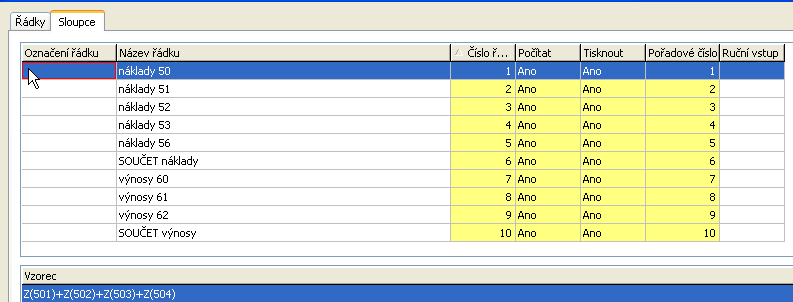 Řádky Sloupce
Označení řádku Název řádku Číslo ř... Počítat Tisknout Pořadové číslo Ruční vstup
náklady 50 1 Ano Ano 1
náklady 51 2 Ano Ano 2
náklady 52 3 Ano Ano 3
náklady 53 4 Ano Ano 4
náklady 56 5 Ano Ano 5
SOUČET náklady 6 Ano Ano 6
výnosy 60 7 Ano Ano 7
výnosy 61 8 Ano Ano 8
výnosy 62 9 Ano Ano 9
SOUČET výnosy 10 Ano Ano 10
Vzorec
Z(501)+Z(502)+Z(503)+Z(504)